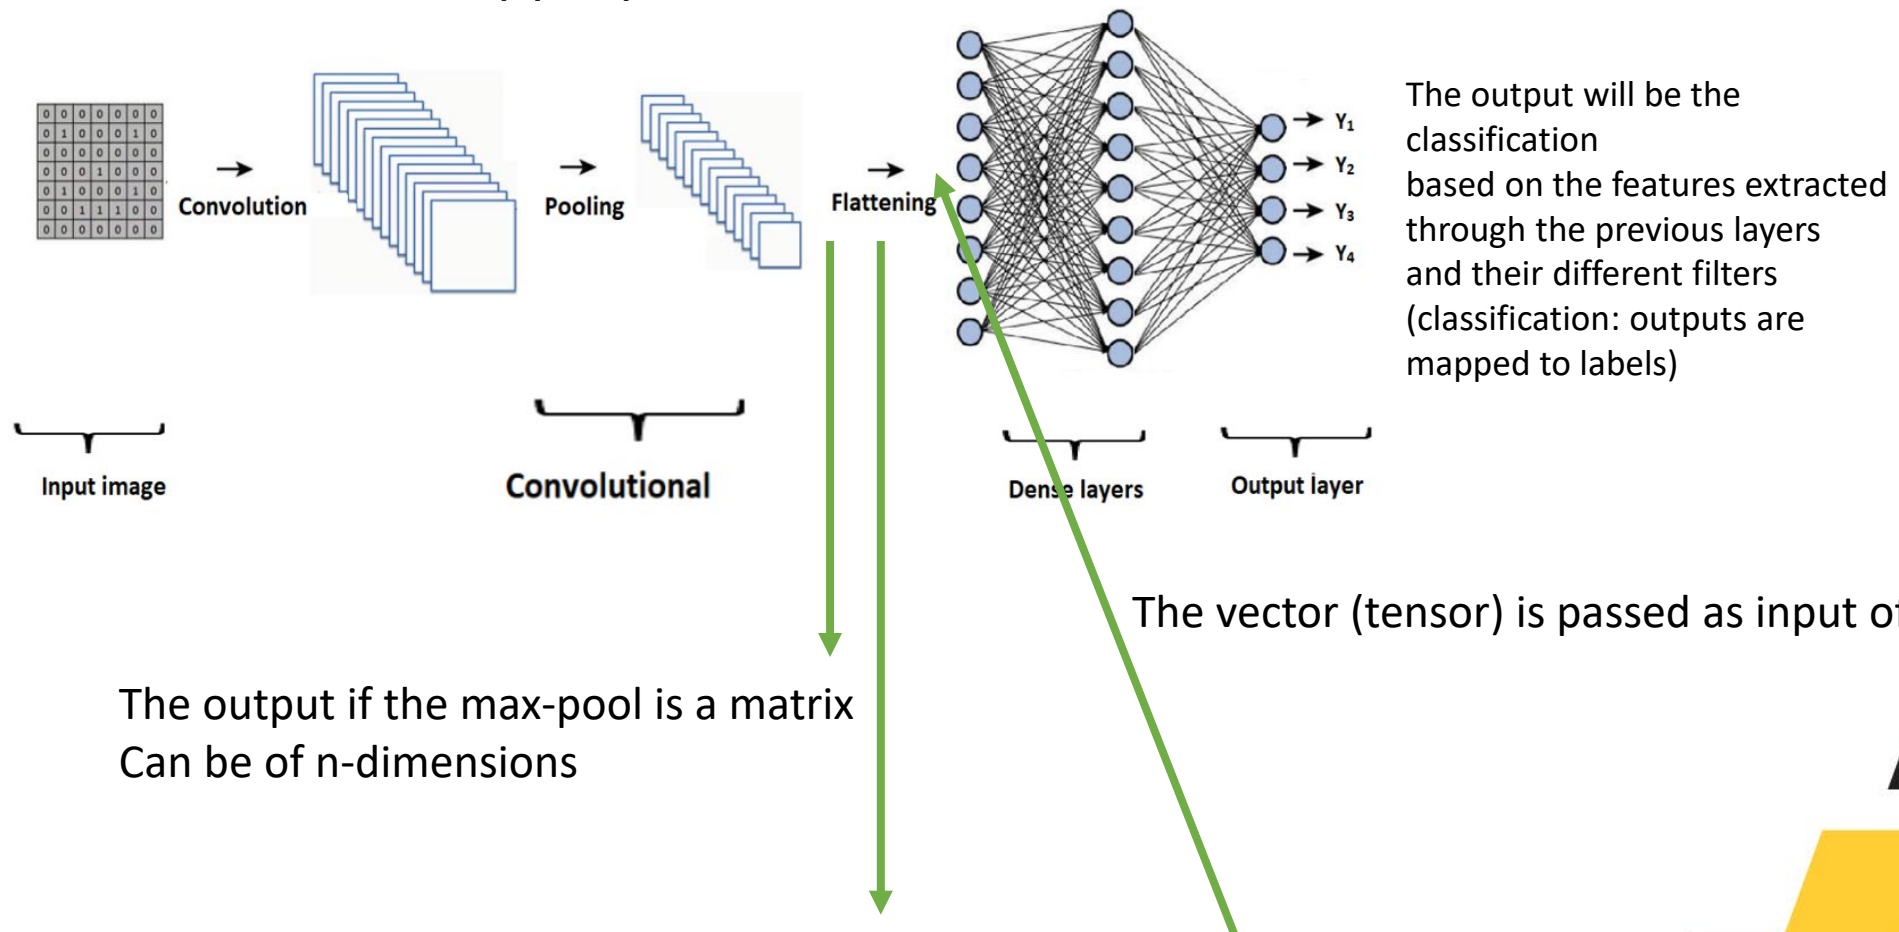 0 0 0 0 0 0 0
0 1 0 0 0 1 0
0 0 0 0 0 0 0
0 0 0 1 0 0 0
0 1 0 0 0 1 0
0 0 1 1 1 0 0
0 0 0 0 0 0 0
Convolution
Pooling
Flattening
Y1
Y2
Y3
Y4
The output will be the
classification
based on the features extracted
through the previous layers
and their different filters
(classification: outputs are
mapped to labels)
Input image
Convolutional
Dense layers
Output layer
The vector (tensor) is passed as input of
The output if the max-pool is a matrix
Can be of n-dimensions